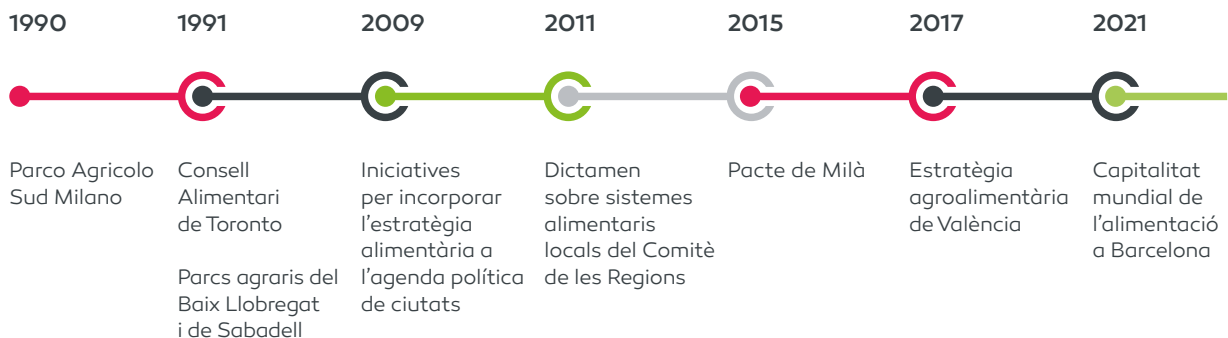 1990
Parco Agricolo
Sud Milano
1991
Consell
Alimentari
de Toronto
Parcs agraris del
Baix Llobregat
i de Sabadell
2009
Iniciatives
per incorporar
l’estratègia
alimentària a
l’agenda política
de ciutats
2011
Dictamen
sobre sistemes
alimentaris
locals del Comitè
de les Regions
2015
Pacte de Milà
2017
Estratègia
agroalimentària
de València
2021
Capitalitat
mundial de
l’alimentació
a Barcelona